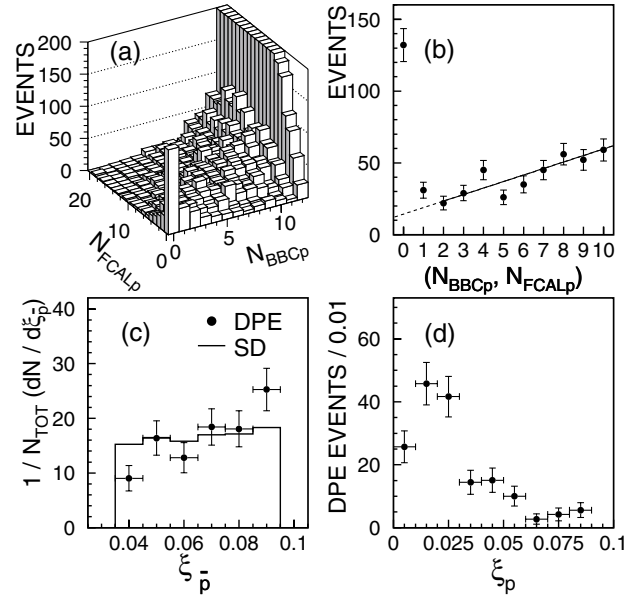 (a)
EVENTS
200
150
100
50
0
20
10
0
0
5
10
N_FCALp
N_BBCp
(b)
EVENTS
150
100
50
0
0 1 2 3 4 5 6 7 8 9 10
(N_BBCp, N_FCALp)
(c)
DPE
SD
1 / N_TOT (dN / dξ_p̄)
40
30
20
10
0
0.04 0.06 0.08 0.1
ξ_p̄
(d)
DPE EVENTS / 0.01
60
40
20
0
0 0.025 0.05 0.075 0.1
ξ_p